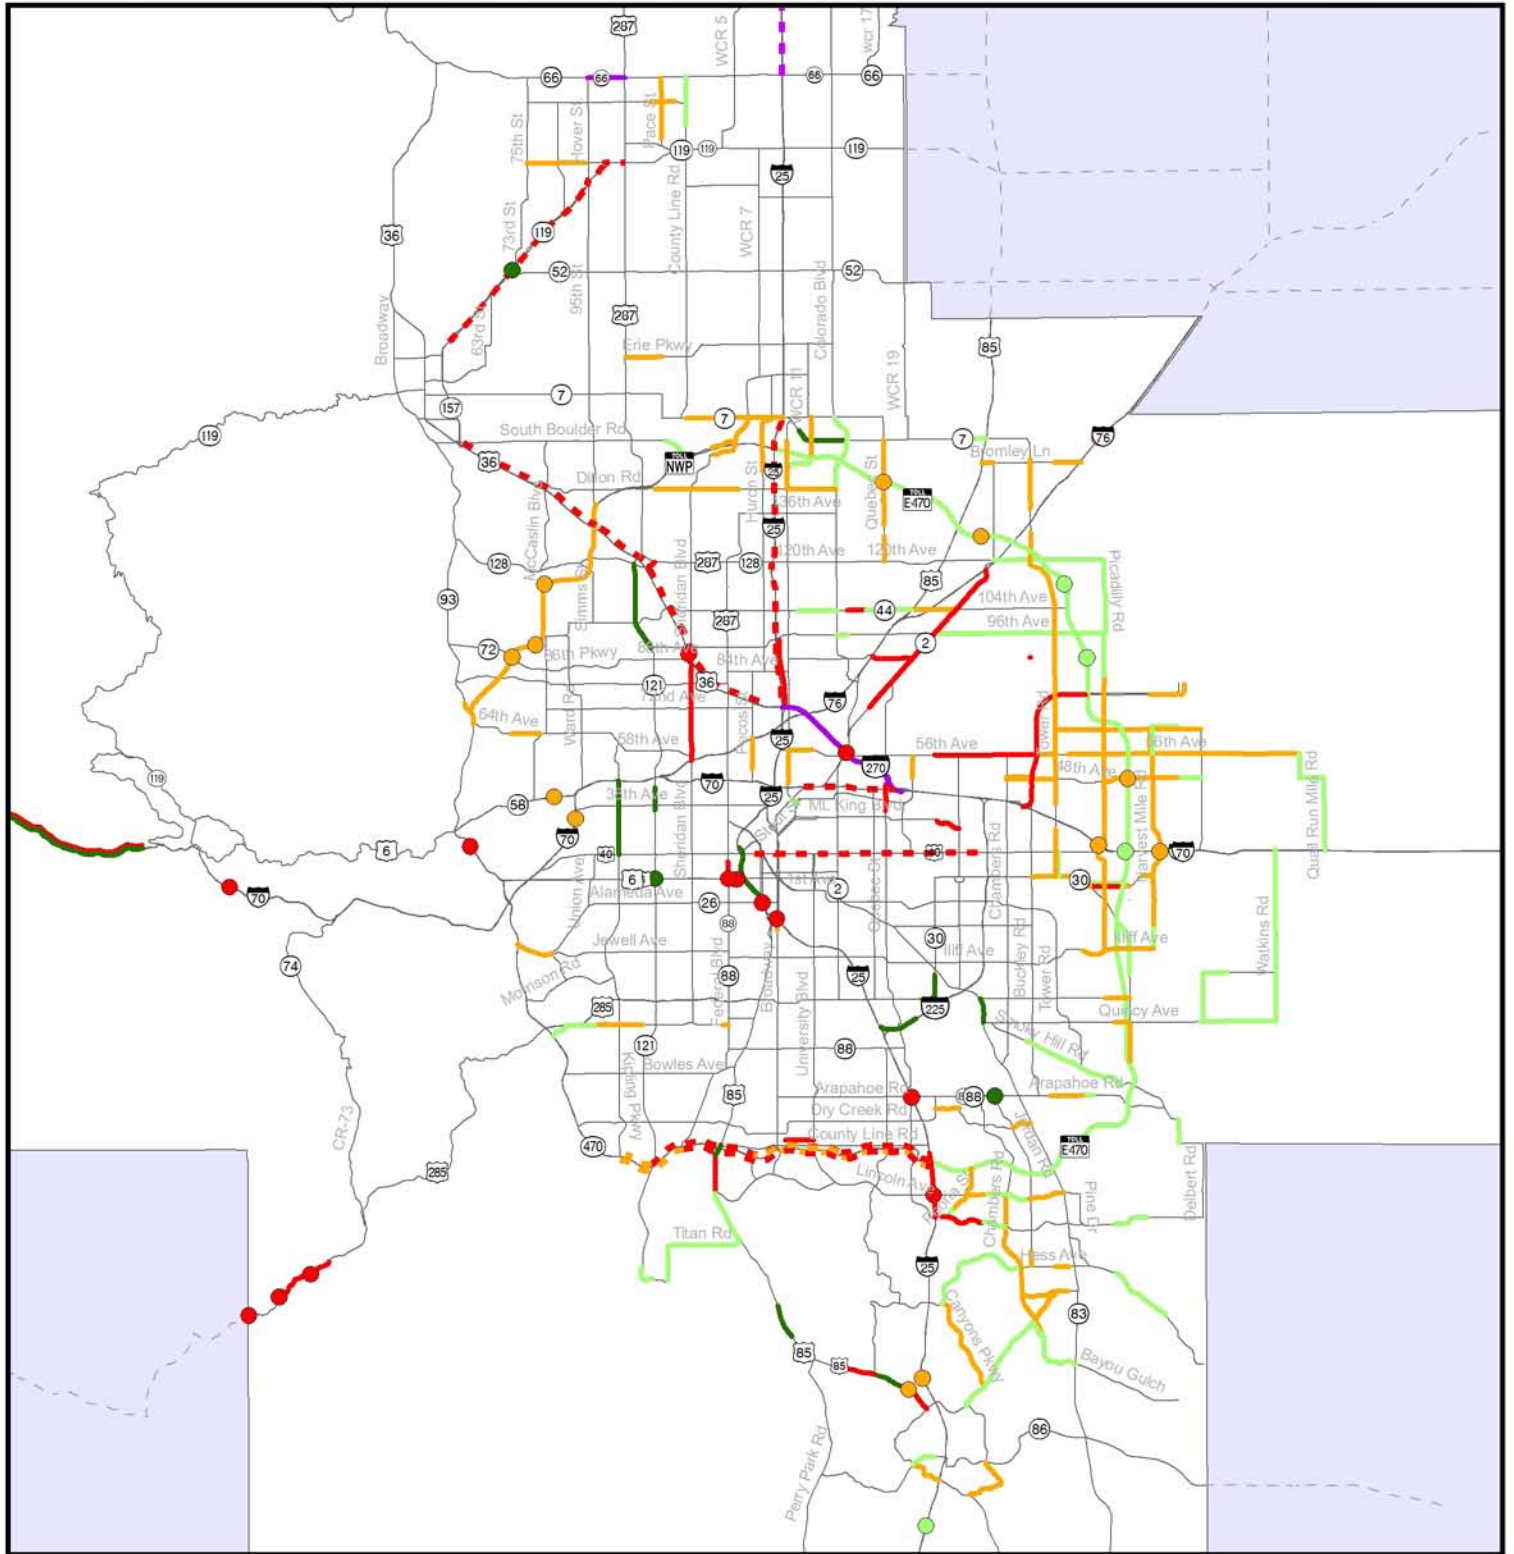 287
WCR 5
wcr 17
66
66
66
66
75th St
Hover St.
Pace St
119
119
119
25
36
73rd St
119
County Line Rd
WCR 7
52
95th St
52
Colorado Blvd
287
63rd St
Broadway
Erie Pkwy
85
WCR 19
WCR 11
7
157
7
119
South Boulder Rd
7
76
36
TOLL
NWP
Bromley Ln
Dillon Rd
25
Huron St
136th Ave
Quebec St
TOLL
E470
McCaslin Blvd
25
128
287
128
120th Ave
120th Ave
Sheridan Blvd
Picadilly Rd
85
93
Simms St
104th Ave
44
287
96th Ave
2
72
86th Pkwy
88th Ave
84th Ave
121
36
72nd Ave
76
Ward Rd
64th Ave
Pecos St
Tower Rd
58th Ave
25
56th Ave
56th Ave
270
48th Ave
119
70
38th Ave
25
58
ML King Blvd
Sheridan Blvd
Harvest Mile Rd
Quail Run Mile Rd
70
Chambers Rd
6
40
40
70
70
6
1st Ave
30
Union Ave
Alameda Ave
2
26
Quebec St
88
Watkins Rd
Jewell Ave
30
Iliff Ave
Iliff Ave
74
Morrison Rd
88
Federal Blvd
Broadway
25
Buckley Rd
Tower Rd
University Blvd
285
225
Quincy Ave
Smoky Hill Rd
121
88
Kipling Pkwy
Bowles Ave
85
Arapahoe Rd
88
Arapahoe Rd
Dry Creek Rd
CR-73
County Line Rd
Jordan Rd
470
TOLL
E470
285
Lincoln Ave
Chambers Rd
Delbert Rd
Pine Dr
Titan Rd
25
Hess Ave
Canyons Pkwy
83
85
85
Bayou Gulch
86
Perry Park Rd